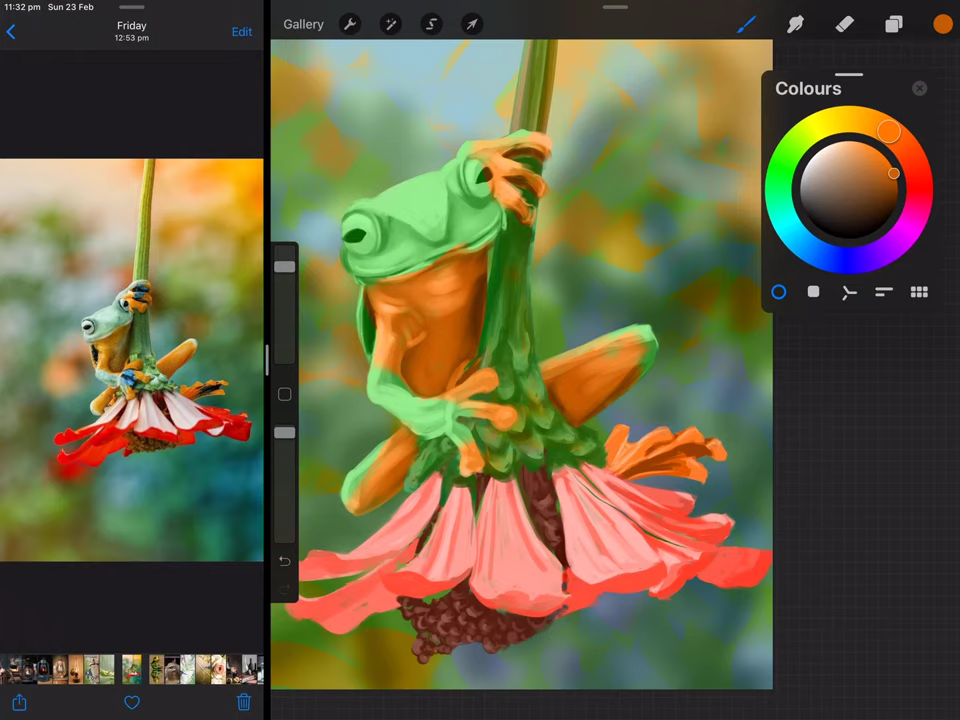 11:32 pm Sun 23 Feb
Friday
12:53 pm
Edit
Gallery
Colours